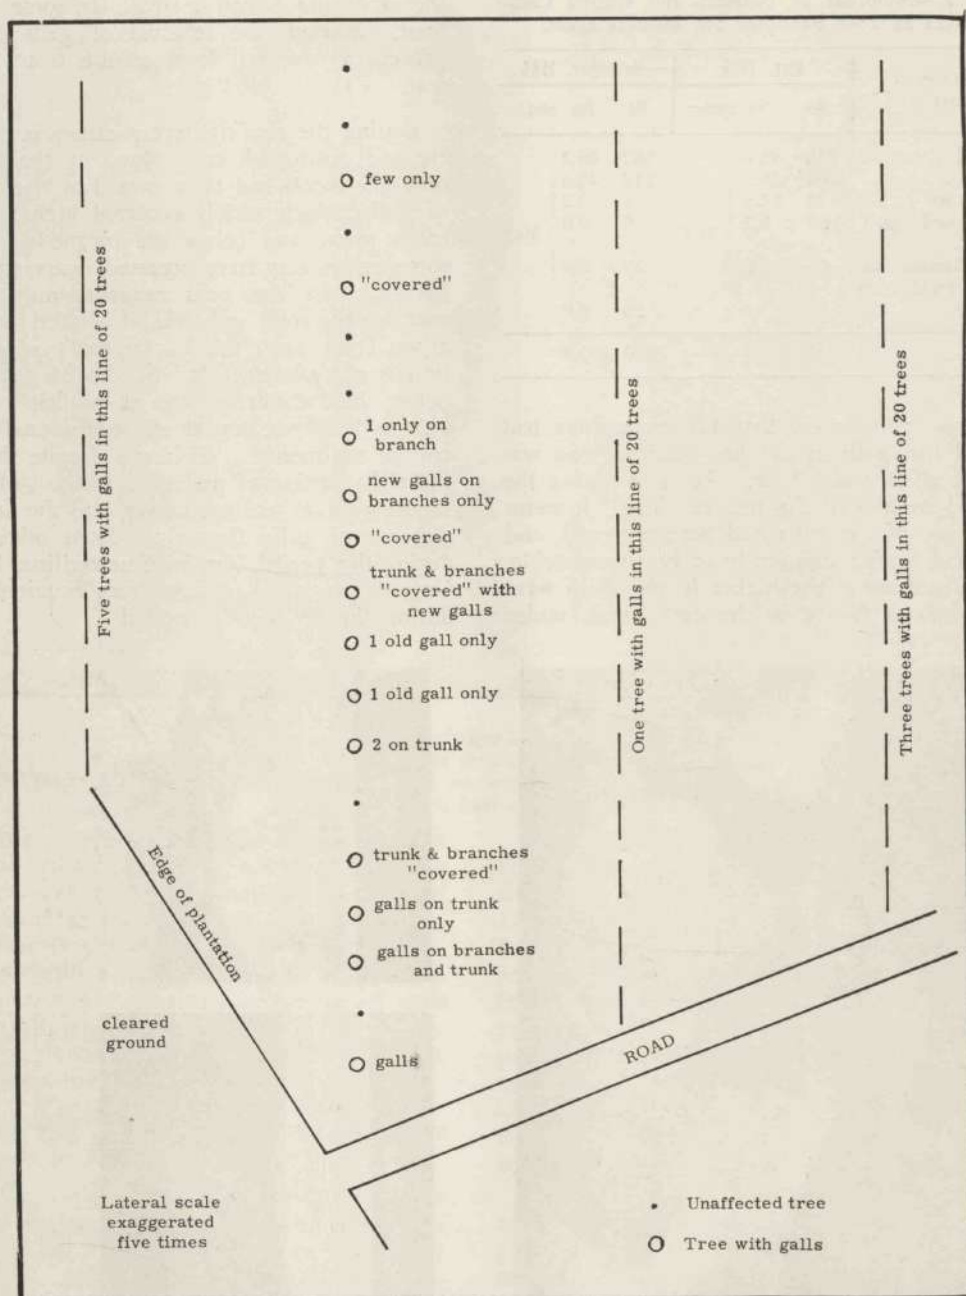 Five trees with galls in this line of 20 trees
few only
"covered"
1 only on
branch
new galls on
branches only
"covered"
trunk & branches
"covered" with
new galls
1 old gall only
1 old gall only
2 on trunk
trunk & branches
"covered"
galls on trunk
only
galls on branches
and trunk
galls
One tree with galls in this line of 20 trees
Three trees with galls in this line of 20 trees
Edge of plantation
cleared
ground
ROAD
Lateral scale
exaggerated
five times
Unaffected tree
Tree with galls